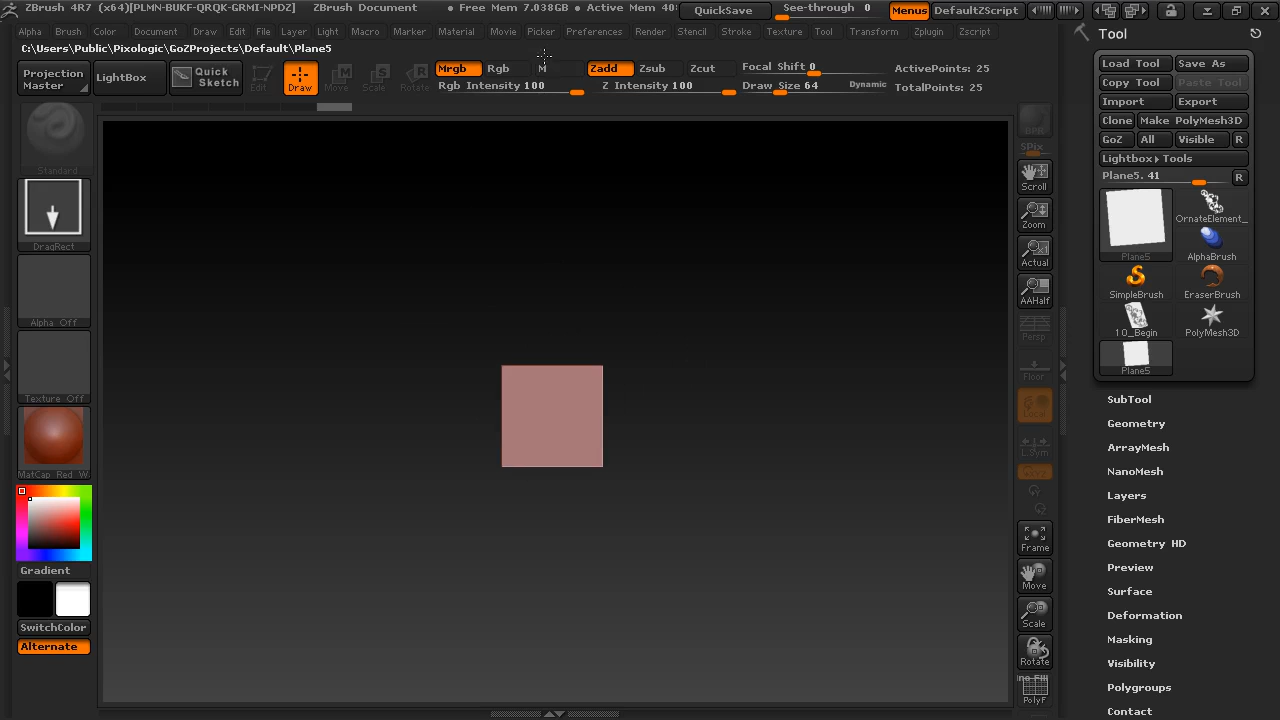 ZBrush 4R7 (x64)[PLMN-BUKF-QRQK-GRMI-NPDZ] ZBrush Document • Free Mem 7.038GB • Active Mem 40 QuickSave See-through 0 Menus DefaultZScript
Alpha Brush Color Document Draw Edit File Layer Light Macro Marker Material Movie Picker Preferences Render Stencil Stroke Texture Tool Transform Zplugin Zscript
C:\Users\Public\Pixologic\GoZProjects\Default\Plane5
Projection Master
LightBox
Quick Sketch
Edit
Draw
Move
Scale
Rotate
Mrgb Rgb M Zadd Zsub Zcut
Rgb Intensity 100 Z Intensity 100
Focal Shift 0
Draw Size 64 Dynamic
ActivePoints: 25
TotalPoints: 25
Standard
DragRect
Alpha Off
Texture Off
MatCap Red W
Gradient
SwitchColor
Alternate
BPR
SPix
Scroll
Zoom
Actual
AAHalf
Persp
Floor
Local
L.Sym
Frame
Move
Scale
Rotate
PolyF
Tool
Load Tool Save As
Copy Tool Paste Tool
Import Export
Clone Make PolyMesh3D
GoZ All Visible R
Lightbox▸Tools
Plane5. 41 R
Plane5
OrnateElement_
AlphaBrush
SimpleBrush EraserBrush
10_Begin PolyMesh3D
Plane5
SubTool
Geometry
ArrayMesh
NanoMesh
Layers
FiberMesh
Geometry HD
Preview
Surface
Deformation
Masking
Visibility
Polygroups
Contact